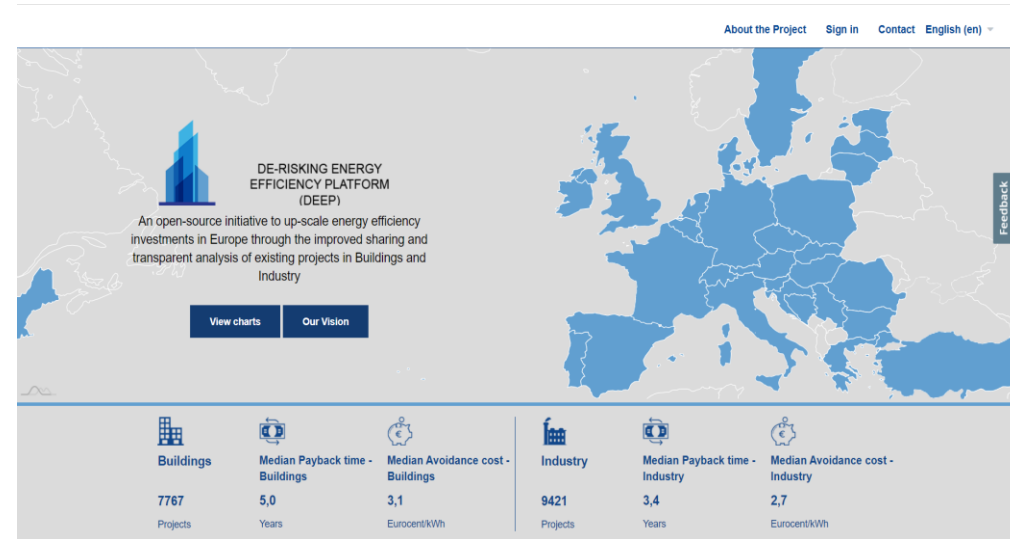 About the Project Sign in Contact English (en)
DE-RISKING ENERGY
EFFICIENCY PLATFORM
(DEEP)
An open-source initiative to up-scale energy efficiency
investments in Europe through the improved sharing and
transparent analysis of existing projects in Buildings and
Industry
View charts Our Vision
Feedback
Buildings
7767
Projects
Median Payback time -
Buildings
5,0
Years
Median Avoidance cost -
Buildings
3,1
Eurocent/kWh
Industry
9421
Projects
Median Payback time -
Industry
3,4
Years
Median Avoidance cost -
Industry
2,7
Eurocent/kWh